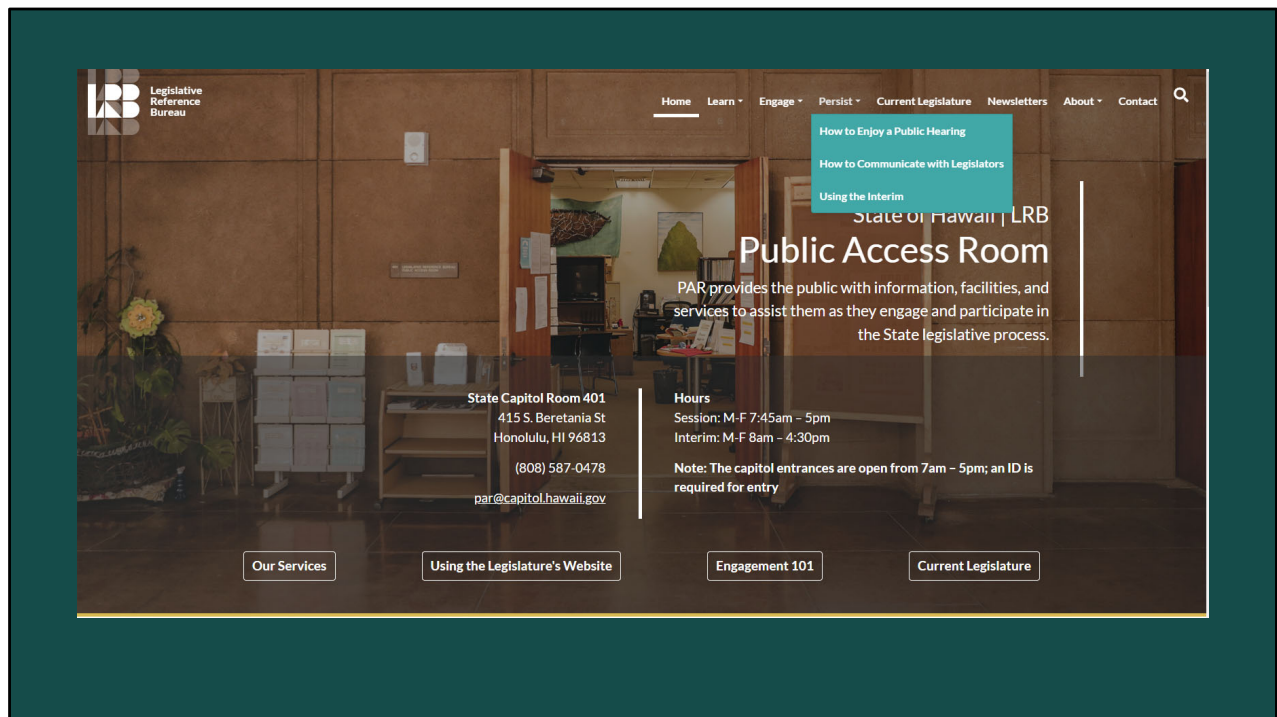 Legislative
Reference
Bureau
Home Learn Engage Persist Current Legislature Newsletters About Contact
How to Enjoy a Public Hearing
How to Communicate with Legislators
Using the Interim
State of Hawaii | LRB
Public Access Room
PAR provides the public with information, facilities, and
services to assist them as they engage and participate in
the State legislative process.
State Capitol Room 401
415 S. Beretania St
Honolulu, HI 96813
(808) 587-0478
par@capitol.hawaii.gov
Hours
Session: M-F 7:45am – 5pm
Interim: M-F 8am – 4:30pm
Note: The capitol entrances are open from 7am – 5pm; an ID is
required for entry
Our Services
Using the Legislature's Website
Engagement 101
Current Legislature